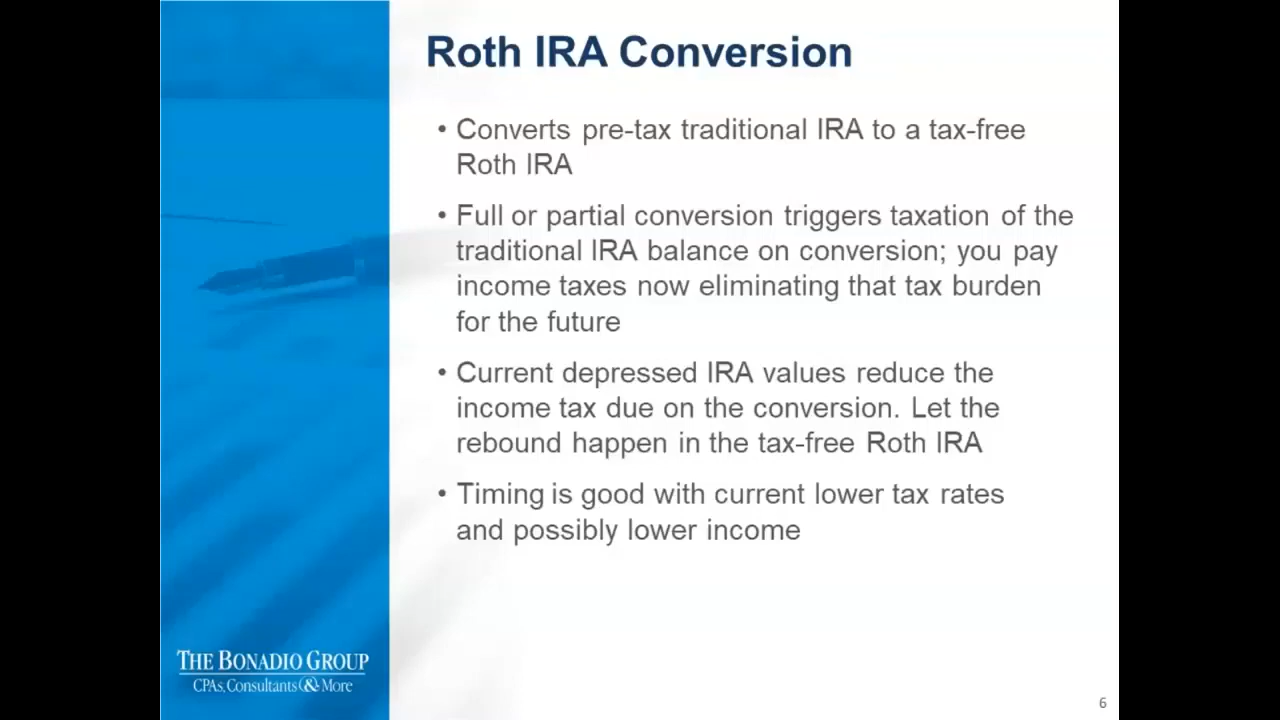 Roth IRA Conversion
• Converts pre-tax traditional IRA to a tax-free
Roth IRA
• Full or partial conversion triggers taxation of the
traditional IRA balance on conversion; you pay
income taxes now eliminating that tax burden
for the future
• Current depressed IRA values reduce the
income tax due on the conversion. Let the
rebound happen in the tax-free Roth IRA
• Timing is good with current lower tax rates
and possibly lower income
THE BONADIO GROUP
CPAs, Consultants & More
6